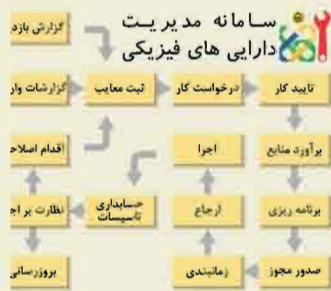 سامانه مدیریت
دارایی های فیزیکی
گزارش بازد
تایید کار
درخواست کار
ثبت معایب
گزارشات وار
برآورد منابع
اجرا
اقدام اصلاح
برنامه ریزی
ارجاع
حسابداری
تاسیسات
نظارت بر اج
صدور مجوز
زمانبندی
بروزرسانی